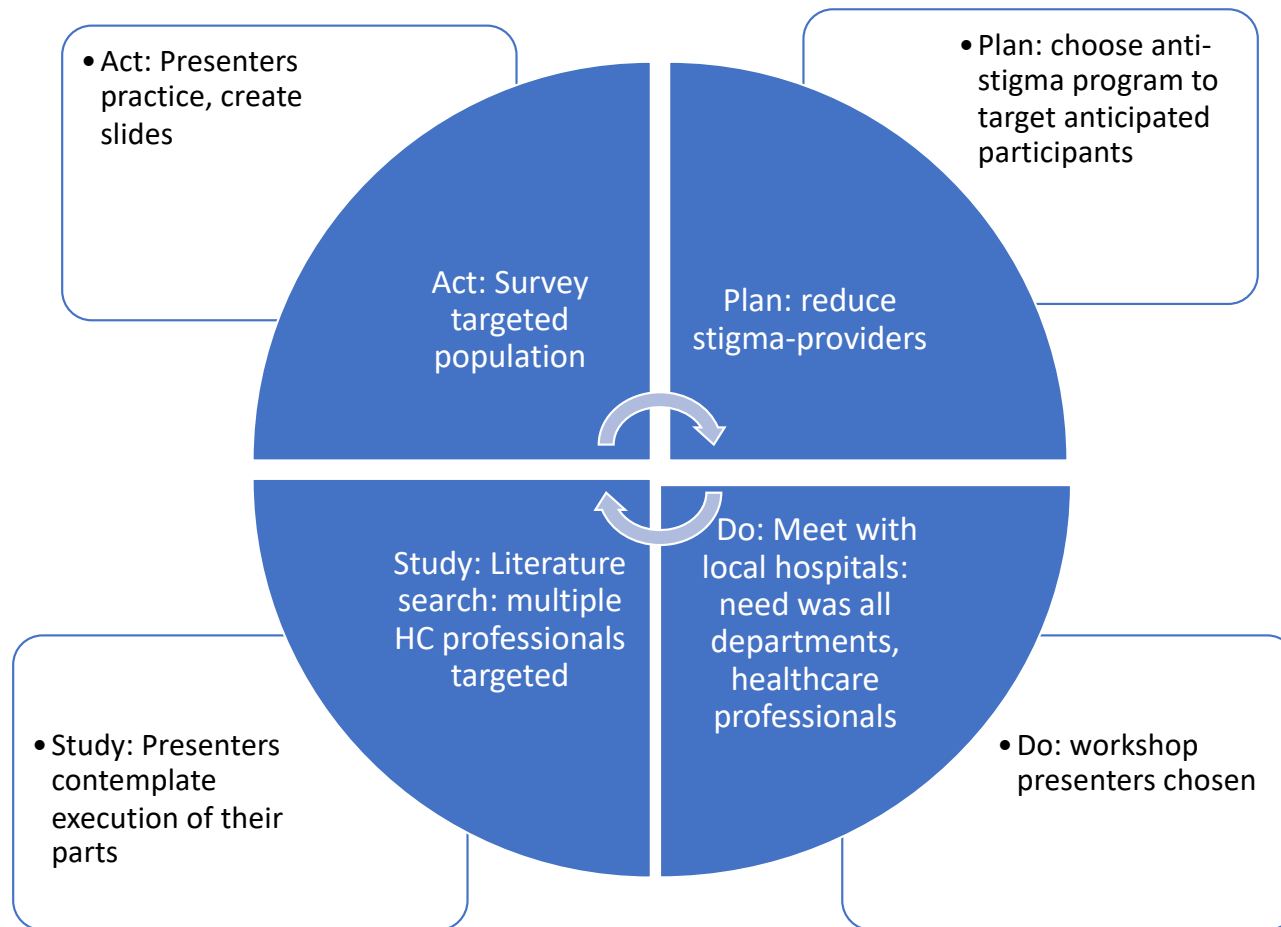 • Act: Presenters
practice, create
slides
• Plan: choose anti-
stigma program to
target anticipated
participants
Act: Survey
targeted
population
Plan: reduce
stigma-providers
Study: Literature
search: multiple
HC professionals
targeted
Do: Meet with
local hospitals:
need was all
departments,
healthcare
professionals
• Study: Presenters
contemplate
execution of their
parts
• Do: workshop
presenters chosen